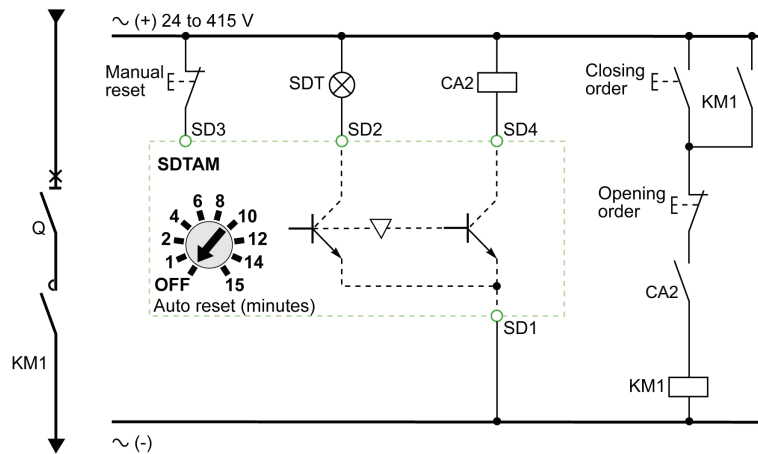 ∿ (+) 24 to 415 V
Manual
reset
SDT
CA2
Closing
order
KM1
SD3
SD2
SD4
SDTAM
Q
6 8
4 10
2 12
1 14
OFF 15
Auto reset (minutes)
SD1
Opening
order
CA2
KM1
KM1
∿ (-)